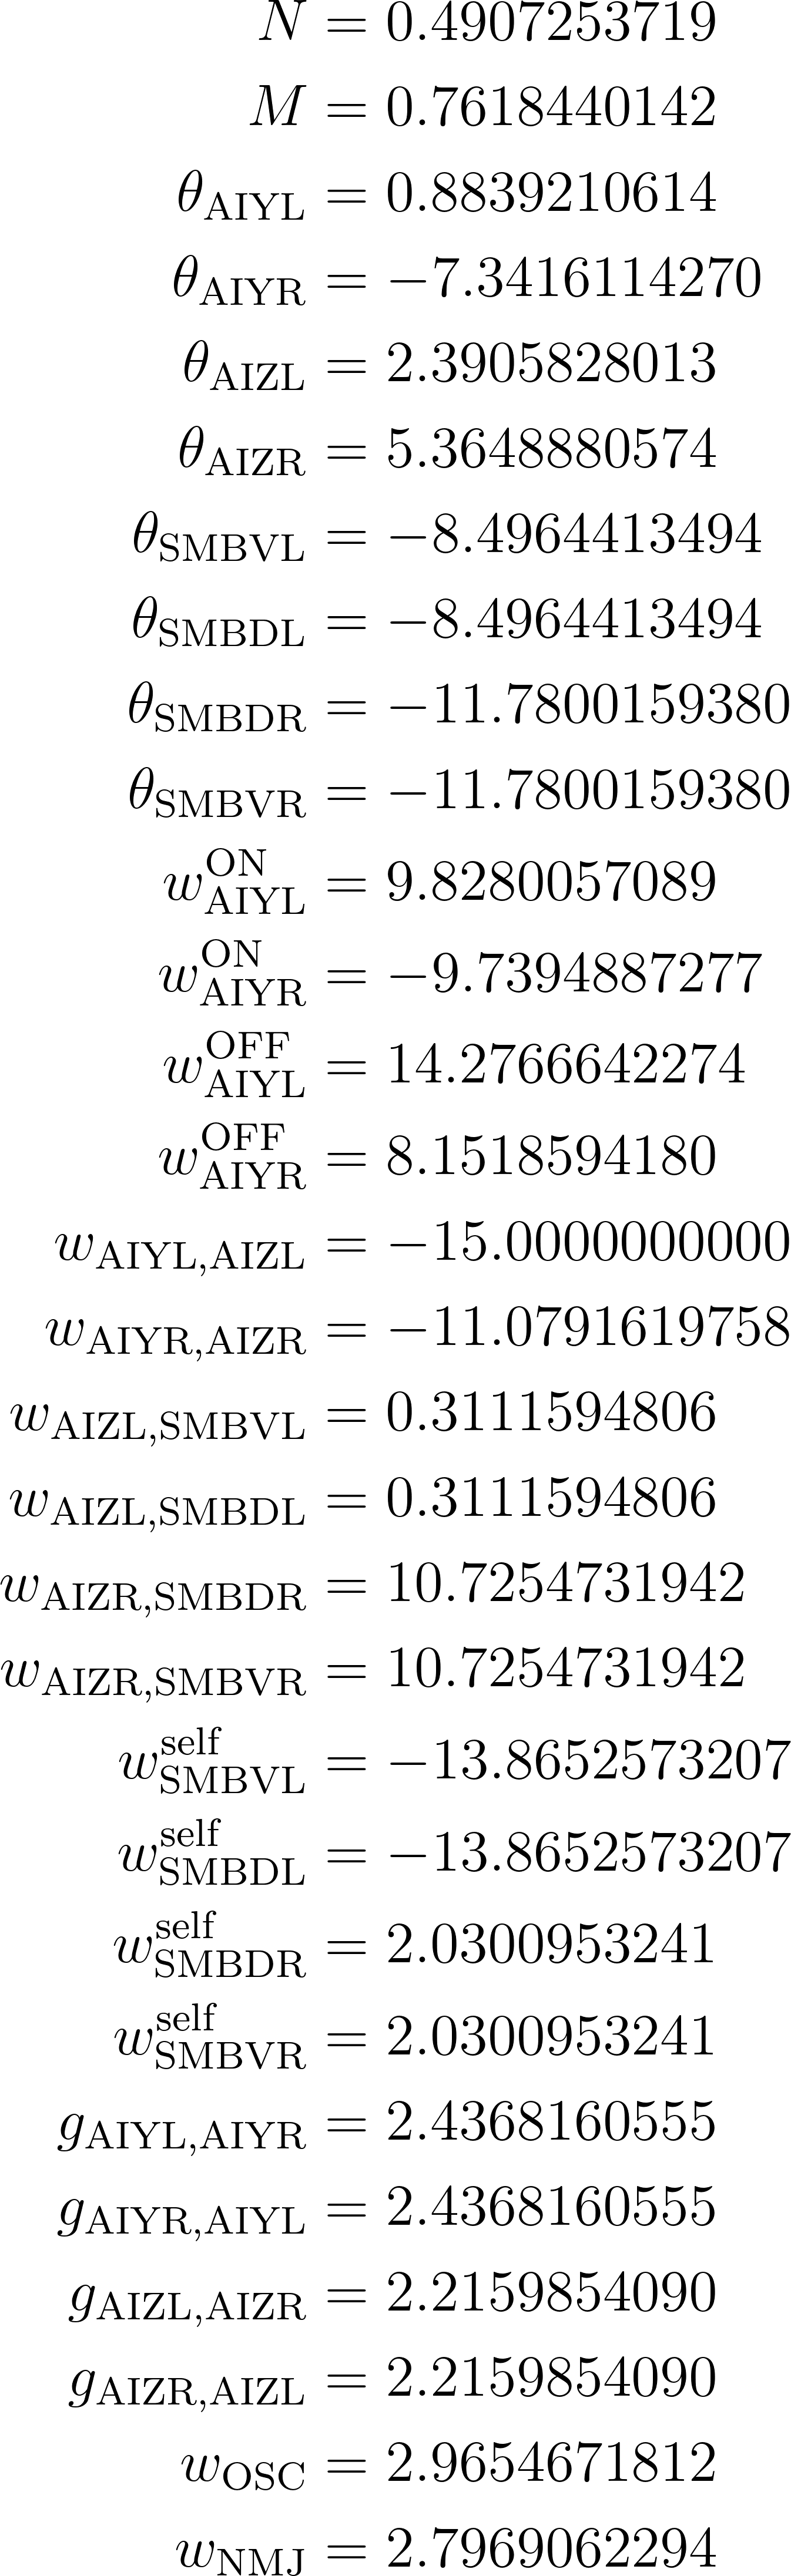 N = 0.4907253719
M = 0.7618440142
θ_AIYL = 0.8839210614
θ_AIYR = −7.3416114270
θ_AIZL = 2.3905828013
θ_AIZR = 5.3648880574
θ_SMBVL = −8.4964413494
θ_SMBDL = −8.4964413494
θ_SMBDR = −11.7800159380
θ_SMBVR = −11.7800159380
w^ON_AIYL = 9.8280057089
w^ON_AIYR = −9.7394887277
w^OFF_AIYL = 14.2766642274
w^OFF_AIYR = 8.1518594180
w_AIYL,AIZL = −15.0000000000
w_AIYR,AIZR = −11.0791619758
w_AIZL,SMBVL = 0.3111594806
w_AIZL,SMBDL = 0.3111594806
w_AIZR,SMBDR = 10.7254731942
w_AIZR,SMBVR = 10.7254731942
w^self_SMBVL = −13.8652573207
w^self_SMBDL = −13.8652573207
w^self_SMBDR = 2.0300953241
w^self_SMBVR = 2.0300953241
g_AIYL,AIYR = 2.4368160555
g_AIYR,AIYL = 2.4368160555
g_AIZL,AIZR = 2.2159854090
g_AIZR,AIZL = 2.2159854090
w_OSC = 2.9654671812
w_NMJ = 2.7969062294